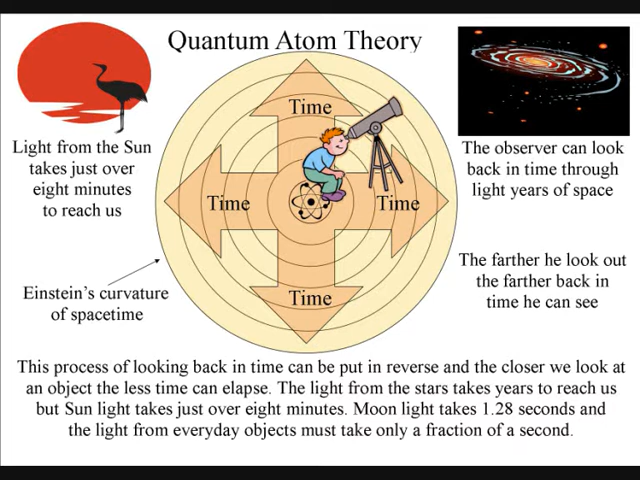 Quantum Atom Theory
Time
Light from the Sun
takes just over
eight minutes
to reach us
The observer can look
back in time through
light years of space
Time
Time
The farther he look out
the farther back in
time he can see
Einstein's curvature
of spacetime
Time
This process of looking back in time can be put in reverse and the closer we look at
an object the less time can elapse. The light from the stars takes years to reach us
but Sun light takes just over eight minutes. Moon light takes 1.28 seconds and
the light from everyday objects must take only a fraction of a second.